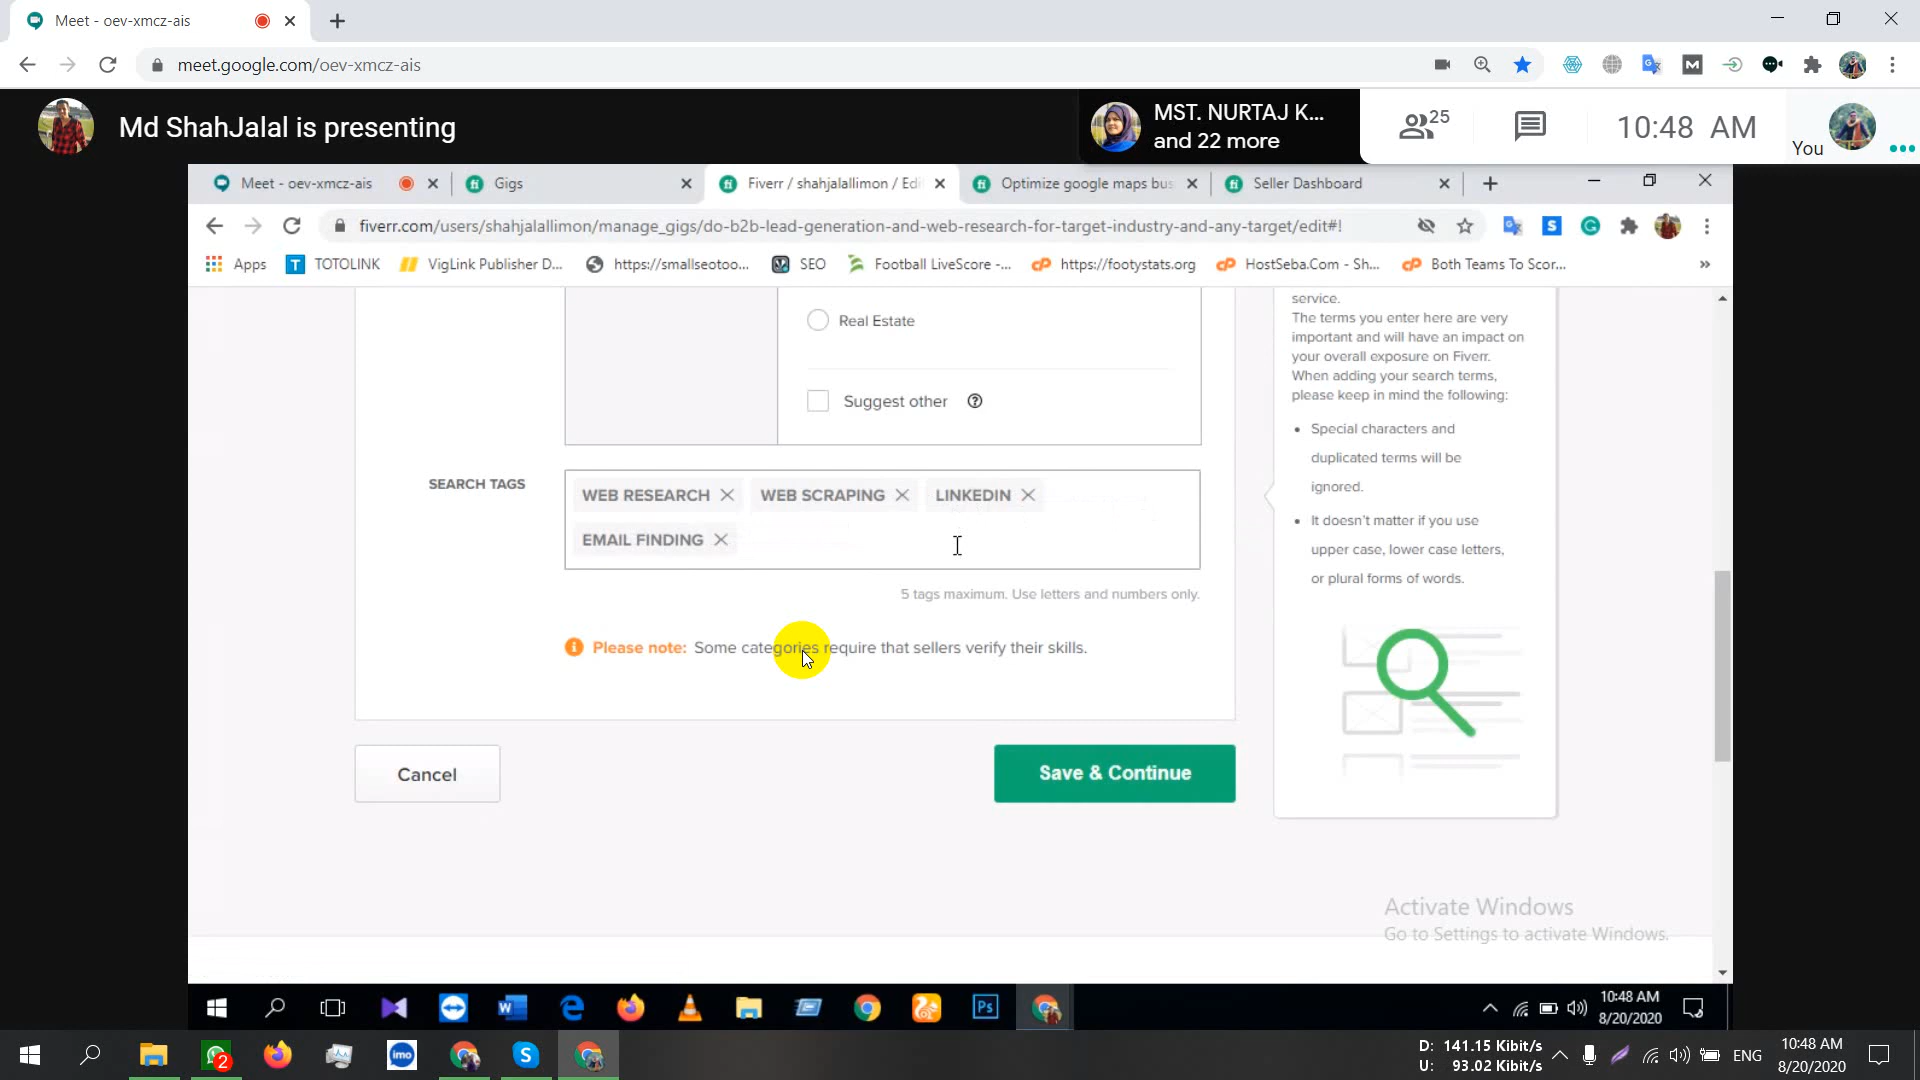 Meet - oev-xmcz-ais
meet.google.com/oev-xmcz-ais
Md ShahJalal is presenting
MST. NURTAJ K...
and 22 more
25
10:48 AM
You
Meet - oev-xmcz-ais
Gigs
Fiverr / shahjalallimon / Edi
Optimize google maps bus
Seller Dashboard
fiverr.com/users/shahjalallimon/manage_gigs/do-b2b-lead-generation-and-web-research-for-target-industry-and-any-target/edit#!
Apps
TOTOLINK
VigLink Publisher D...
https://smallseotoo...
SEO
Football LiveScore -...
https://footystats.org
HostSeba.Com - Sh...
Both Teams To Scor...
»
Real Estate
Suggest other
SEARCH TAGS
WEB RESEARCH
WEB SCRAPING
LINKEDIN
EMAIL FINDING
5 tags maximum. Use letters and numbers only.
Please note: Some categories require that sellers verify their skills.
Cancel
Save & Continue
service.
The terms you enter here are very
important and will have an impact on
your overall exposure on Fiverr.
When adding your search terms,
please keep in mind the following:
• Special characters and
duplicated terms will be
ignored.
• It doesn't matter if you use
upper case, lower case letters,
or plural forms of words.
Activate Windows
Go to Settings to activate Windows.
10:48 AM
8/20/2020
2
imo
D: 141.15 Kibit/s
U: 93.02 Kibit/s
ENG
10:48 AM
8/20/2020